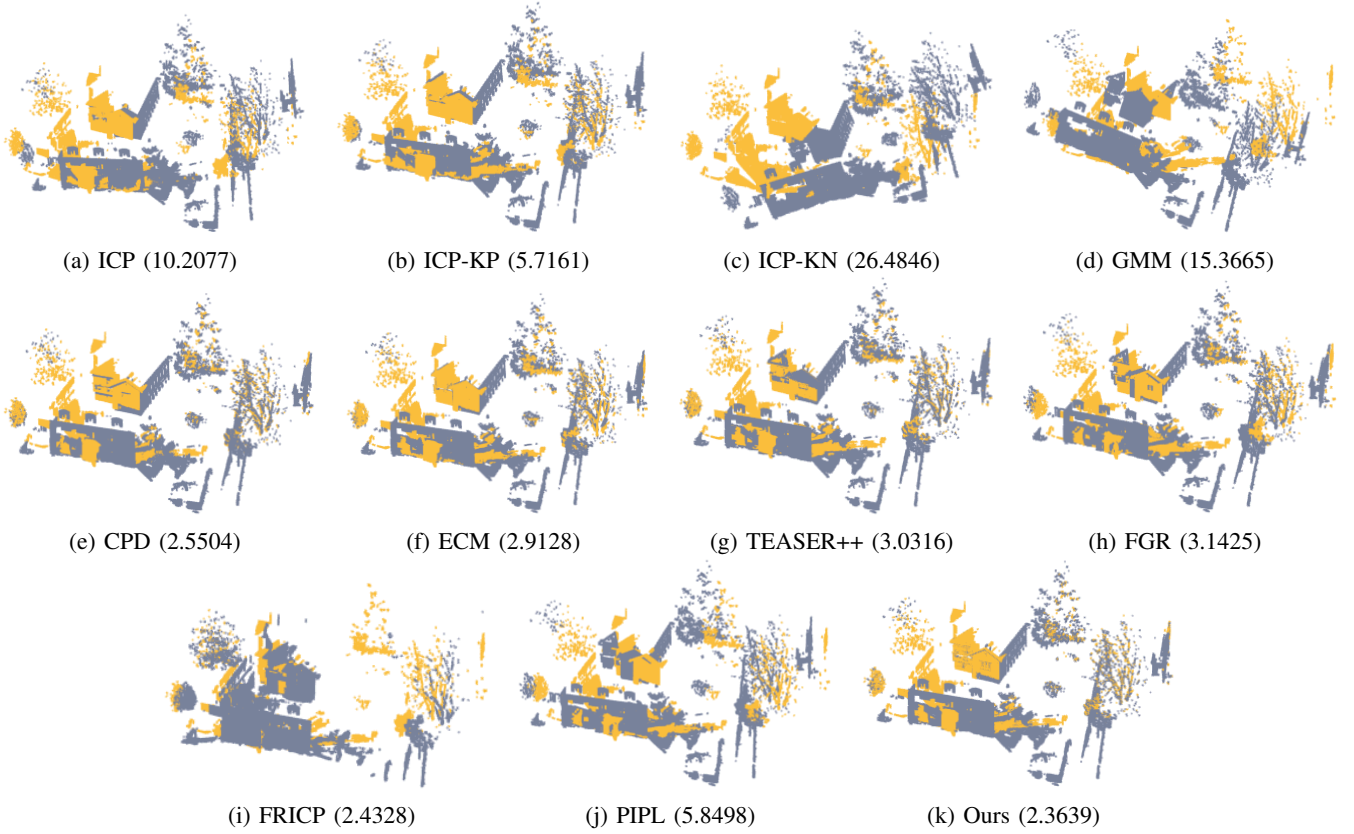 (a) ICP (10.2077)
(b) ICP-KP (5.7161)
(c) ICP-KN (26.4846)
(d) GMM (15.3665)
(e) CPD (2.5504)
(f) ECM (2.9128)
(g) TEASER++ (3.0316)
(h) FGR (3.1425)
(i) FRICP (2.4328)
(j) PIPL (5.8498)
(k) Ours (2.3639)